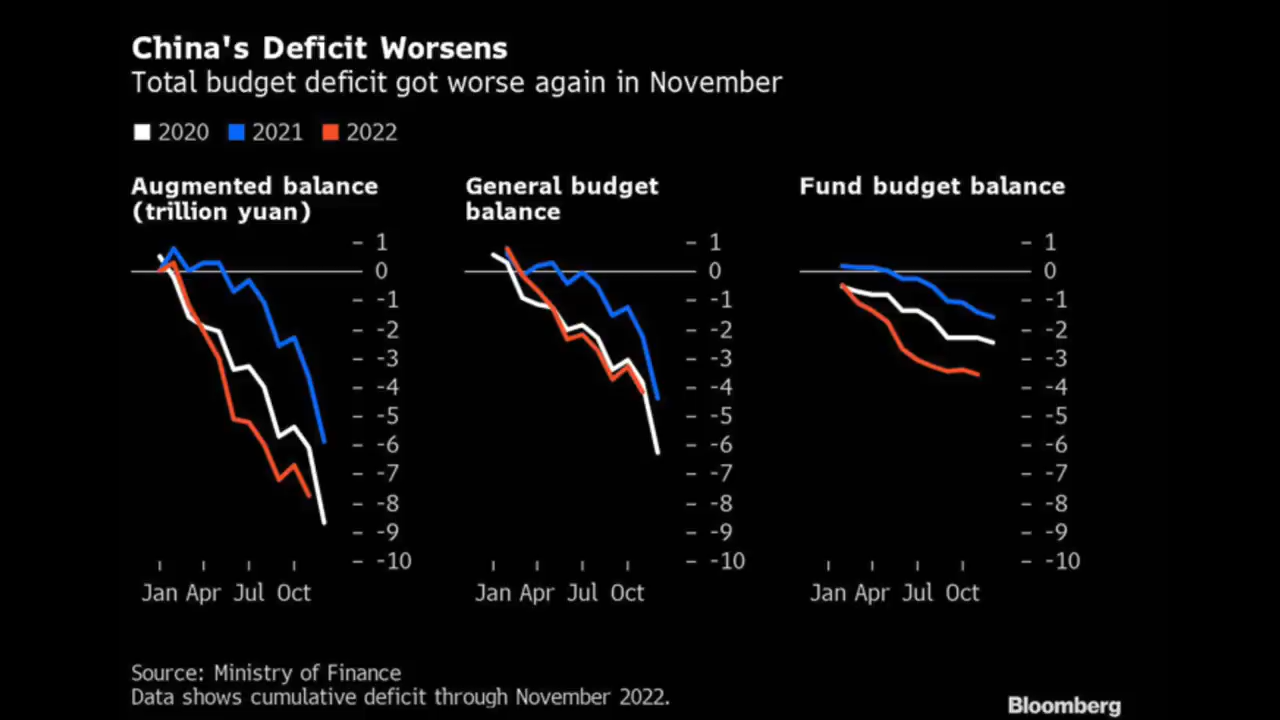 China's Deficit Worsens
Total budget deficit got worse again in November
2020 2021 2022
Augmented balance
(trillion yuan)
1
0
-1
-2
-3
-4
-5
-6
-7
-8
-9
-10
Jan Apr Jul Oct
General budget
balance
1
0
-1
-2
-3
-4
-5
-6
-7
-8
-9
-10
Jan Apr Jul Oct
Fund budget balance
1
0
-1
-2
-3
-4
-5
-6
-7
-8
-9
-10
Jan Apr Jul Oct
Source: Ministry of Finance
Data shows cumulative deficit through November 2022.
Bloomberg